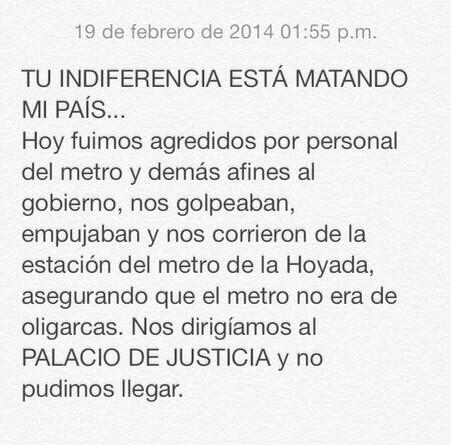 19 de febrero de 2014 01:55 p.m.
TU INDIFERENCIA ESTÁ MATANDO
MI PAÍS...
Hoy fuimos agredidos por personal
del metro y demás afines al
gobierno, nos golpeaban,
empujaban y nos corrieron de la
estación del metro de la Hoyada,
asegurando que el metro no era de
oligarcas. Nos dirigíamos al
PALACIO DE JUSTICIA y no
pudimos llegar.